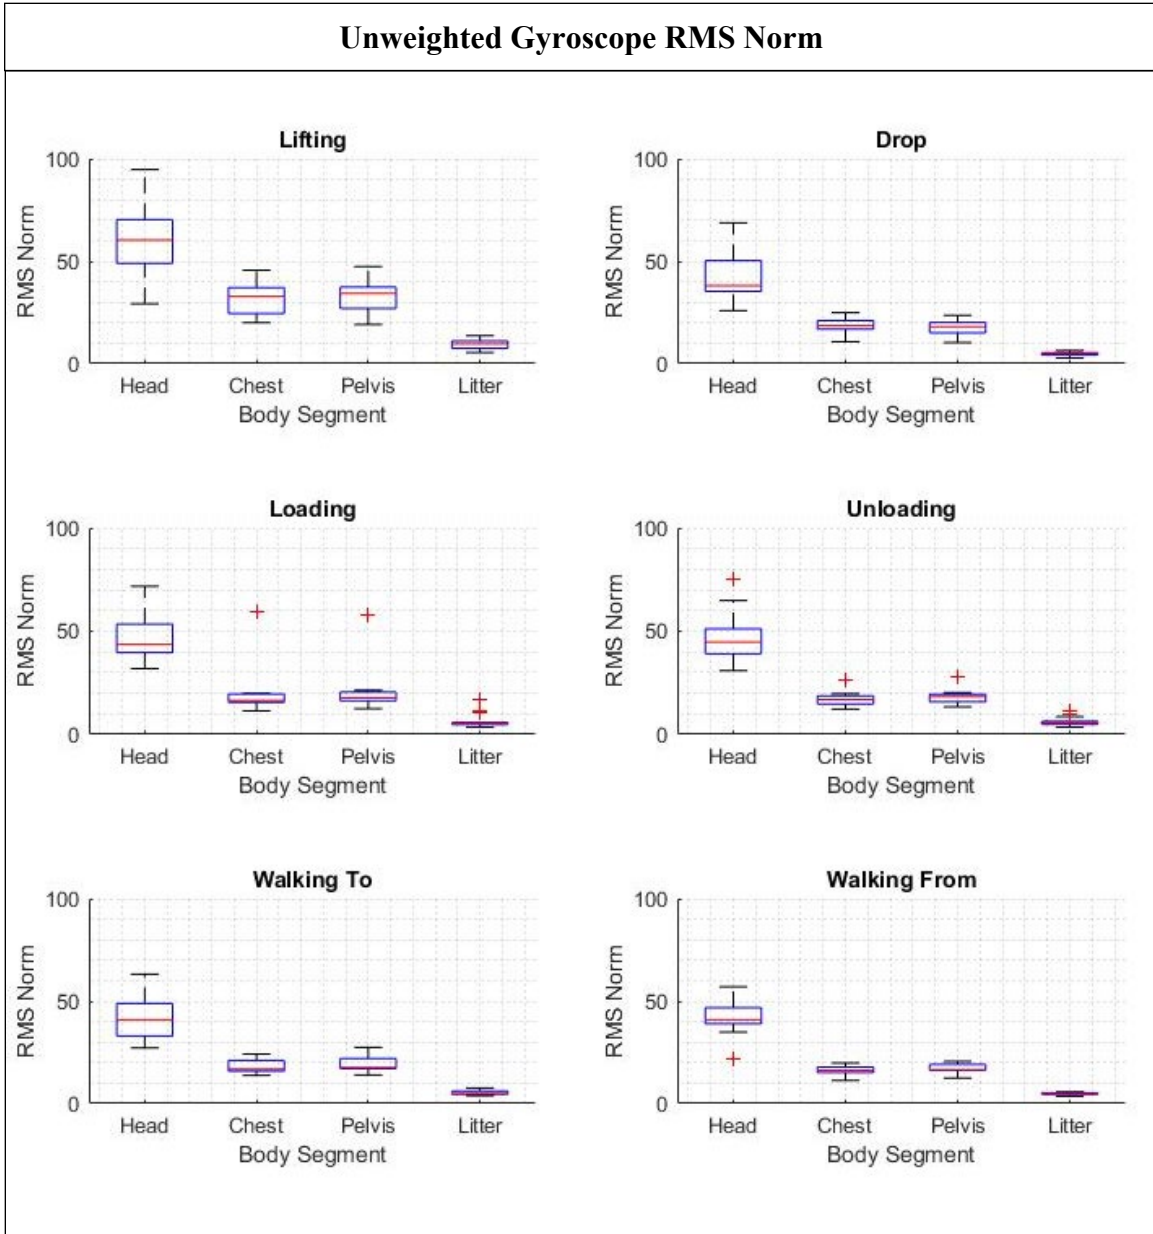 Unweighted Gyroscope RMS Norm
Lifting
100
50
0
RMS Norm
Head Chest Pelvis Litter
Body Segment
Drop
100
50
0
RMS Norm
Head Chest Pelvis Litter
Body Segment
Loading
100
50
0
RMS Norm
Head Chest Pelvis Litter
Body Segment
Unloading
100
50
0
RMS Norm
Head Chest Pelvis Litter
Body Segment
Walking To
100
50
0
RMS Norm
Head Chest Pelvis Litter
Body Segment
Walking From
100
50
0
RMS Norm
Head Chest Pelvis Litter
Body Segment